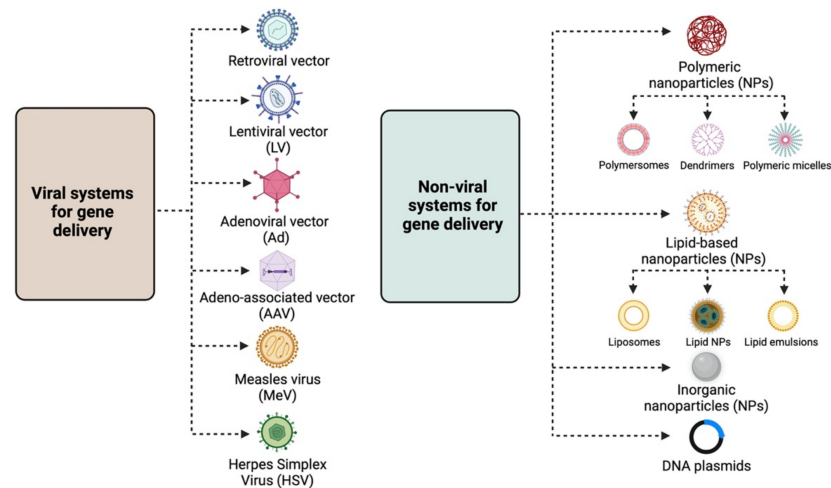 Viral systems
for gene
delivery
Retroviral vector
Lentiviral vector
(LV)
Adenoviral vector
(Ad)
Adeno-associated vector
(AAV)
Measles virus
(MeV)
Herpes Simplex
Virus (HSV)
Non-viral
systems for
gene delivery
Polymeric
nanoparticles (NPs)
Polymersomes
Dendrimers
Polymeric micelles
Lipid-based
nanoparticles (NPs)
Liposomes
Lipid NPs
Lipid emulsions
Inorganic
nanoparticles (NPs)
DNA plasmids